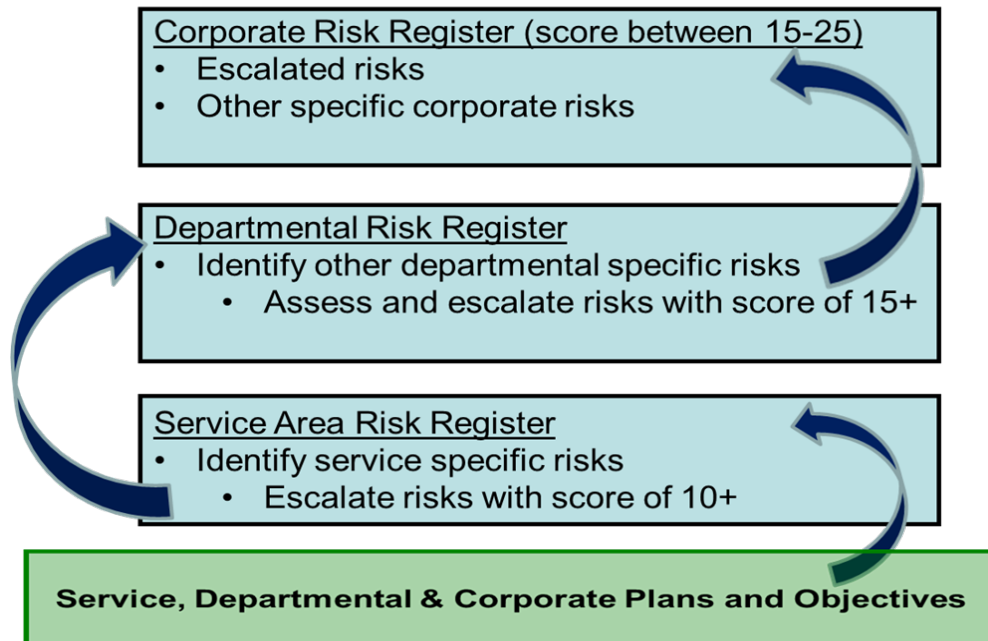 Corporate Risk Register (score between 15-25)
• Escalated risks
• Other specific corporate risks
Departmental Risk Register
• Identify other departmental specific risks
• Assess and escalate risks with score of 15+
Service Area Risk Register
• Identify service specific risks
• Escalate risks with score of 10+
Service, Departmental & Corporate Plans and Objectives